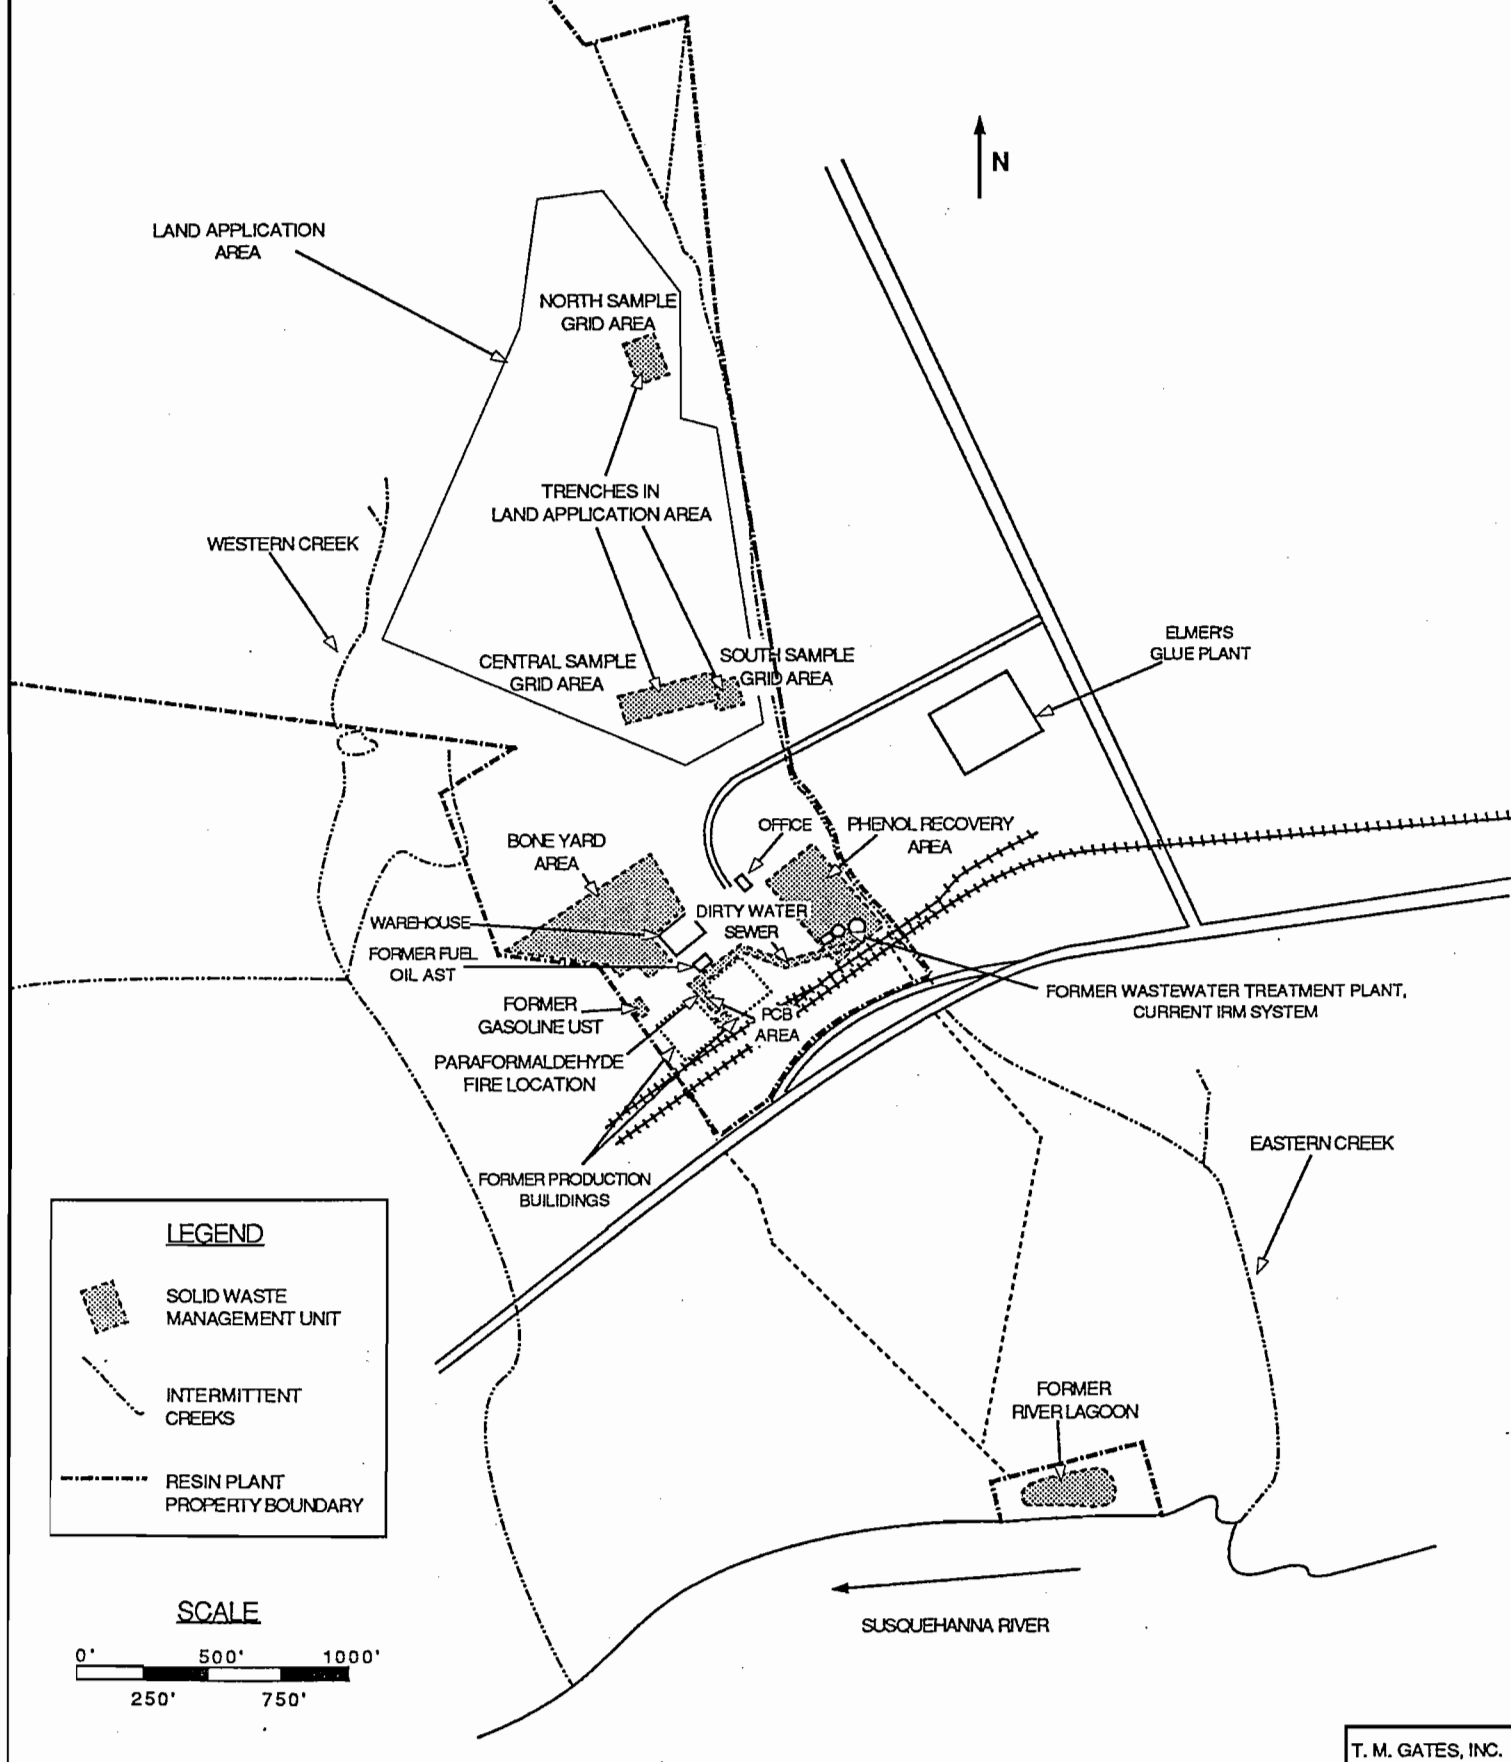 N
LAND APPLICATION
AREA
NORTH SAMPLE
GRID AREA
TRENCHES IN
LAND APPLICATION AREA
WESTERN CREEK
ELMER'S
GLUE PLANT
CENTRAL SAMPLE
GRID AREA
SOUTH SAMPLE
GRID AREA
BONE YARD
AREA
OFFICE
PHENOL RECOVERY
AREA
WAREHOUSE
DIRTY WATER
SEWER
FORMER FUEL
OIL AST
FORMER
GASOLINE UST
PCB
AREA
FORMER WASTEWATER TREATMENT PLANT,
CURRENT IRM SYSTEM
PARAFORMALDEHYDE
FIRE LOCATION
FORMER PRODUCTION
BUILIDINGS
EASTERN CREEK
LEGEND
SOLID WASTE
MANAGEMENT UNIT
INTERMITTENT
CREEKS
RESIN PLANT
PROPERTY BOUNDARY
FORMER
RIVER LAGOON
SUSQUEHANNA RIVER
SCALE
0' 500' 1000'
250' 750'
T. M. GATES, INC.